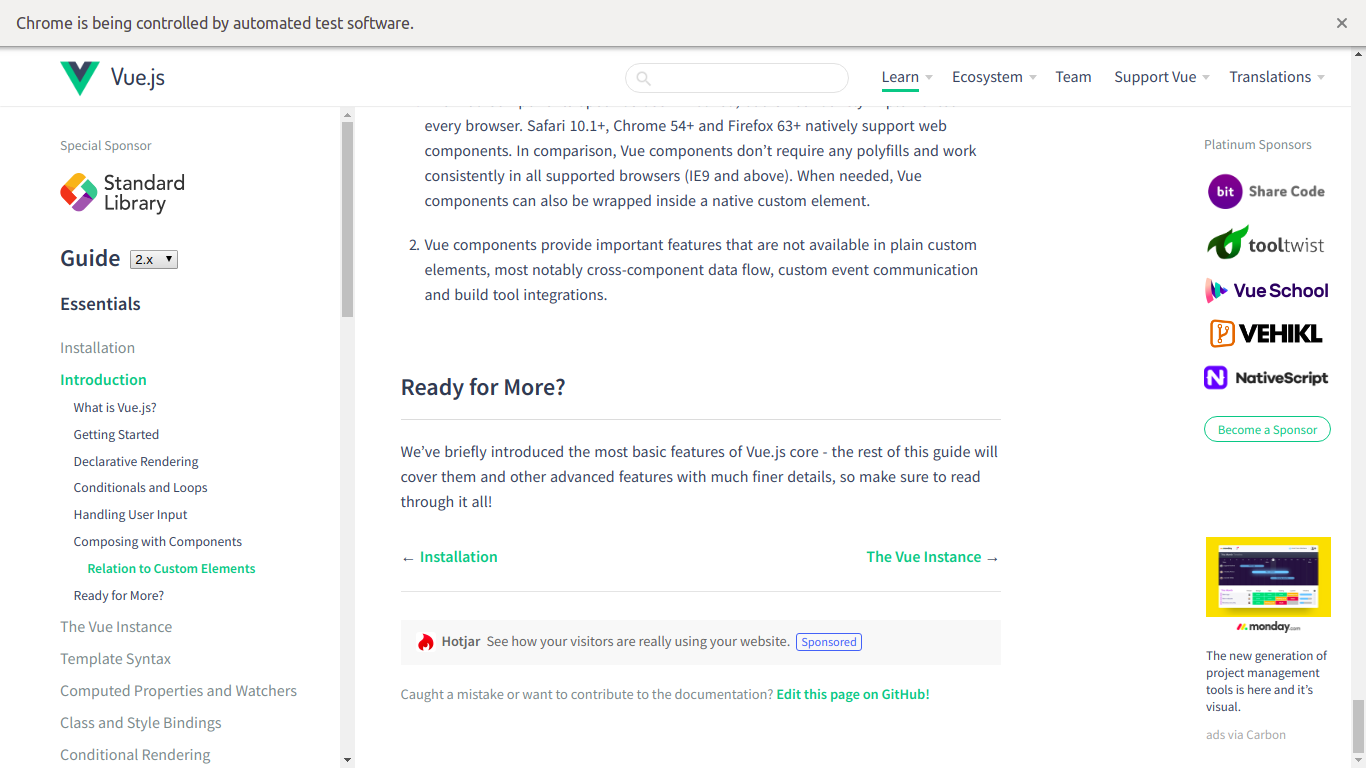 Chrome is being controlled by automated test software.
Vue.js
Learn
Ecosystem
Team
Support Vue
Translations
Special Sponsor
Standard
Library
Guide
2.x
Essentials
Installation
Introduction
What is Vue.js?
Getting Started
Declarative Rendering
Conditionals and Loops
Handling User Input
Composing with Components
Relation to Custom Elements
Ready for More?
The Vue Instance
Template Syntax
Computed Properties and Watchers
Class and Style Bindings
Conditional Rendering
every browser. Safari 10.1+, Chrome 54+ and Firefox 63+ natively support web
components. In comparison, Vue components don’t require any polyfills and work
consistently in all supported browsers (IE9 and above). When needed, Vue
components can also be wrapped inside a native custom element.
2. Vue components provide important features that are not available in plain custom
elements, most notably cross-component data flow, custom event communication
and build tool integrations.
Ready for More?
We’ve briefly introduced the most basic features of Vue.js core - the rest of this guide will
cover them and other advanced features with much finer details, so make sure to read
through it all!
← Installation
The Vue Instance →
Hotjar See how your visitors are really using your website. Sponsored
Caught a mistake or want to contribute to the documentation? Edit this page on GitHub!
Platinum Sponsors
bit Share Code
tooltwist
Vue School
VEHIKL
NativeScript
Become a Sponsor
monday.com
The new generation of
project management
tools is here and it’s
visual.
ads via Carbon